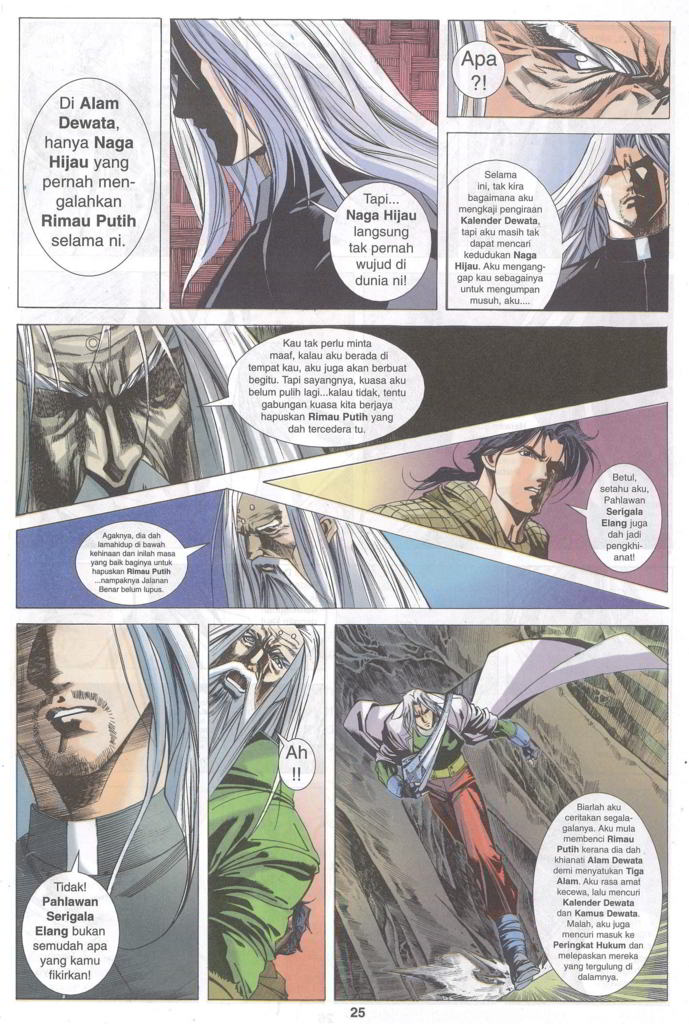 Di Alam
Dewata,
hanya Naga
Hijau yang
pernah men-
galahkan
Rimau Putih
selama ni.
Tapi...
Naga Hijau
langsung
tak pernah
wujud di
dunia ni!
Apa
?!
Selama
ini, tak kira
bagaimana aku
mengkaji pengiraan
Kalender Dewata,
tapi aku masih tak
dapat mencari
kedudukan Naga
Hijau. Aku mengang-
gap kau sebagainya
untuk mengumpan
musuh, aku....
Kau tak perlu minta
maaf, kalau aku berada di
tempat kau, aku juga akan berbuat
begitu. Tapi sayangnya, kuasa aku
belum pulih lagi...kalau tidak, tentu
gabungan kuasa kita berjaya
hapuskan Rimau Putih yang
dah tercedera tu.
Betul,
setahu aku,
Pahlawan
Serigala
Elang juga
dah jadi
pengkhi-
anat!
Agaknya, dia dah
lamahidup di bawah
kehinaan dan inilah masa
yang baik baginya untuk
hapuskan Rimau Putih
...nampaknya Jalanan
Benar belum lupus.
Tidak!
Pahlawan
Serigala
Elang bukan
semudah apa
yang kamu
fikirkan!
Ah
!!
Biarlah aku
ceritakan segala-
galanya. Aku mula
membenci Rimau
Putih kerana dia dah
khianati Alam Dewata
demi menyatukan Tiga
Alam. Aku rasa amat
kecewa, lalu mencuri
Kalender Dewata
dan Kamus Dewata.
Malah, aku juga
mencuri masuk ke
Peringkat Hukum dan
melepaskan mereka
yang tergulung di
dalamnya.
25